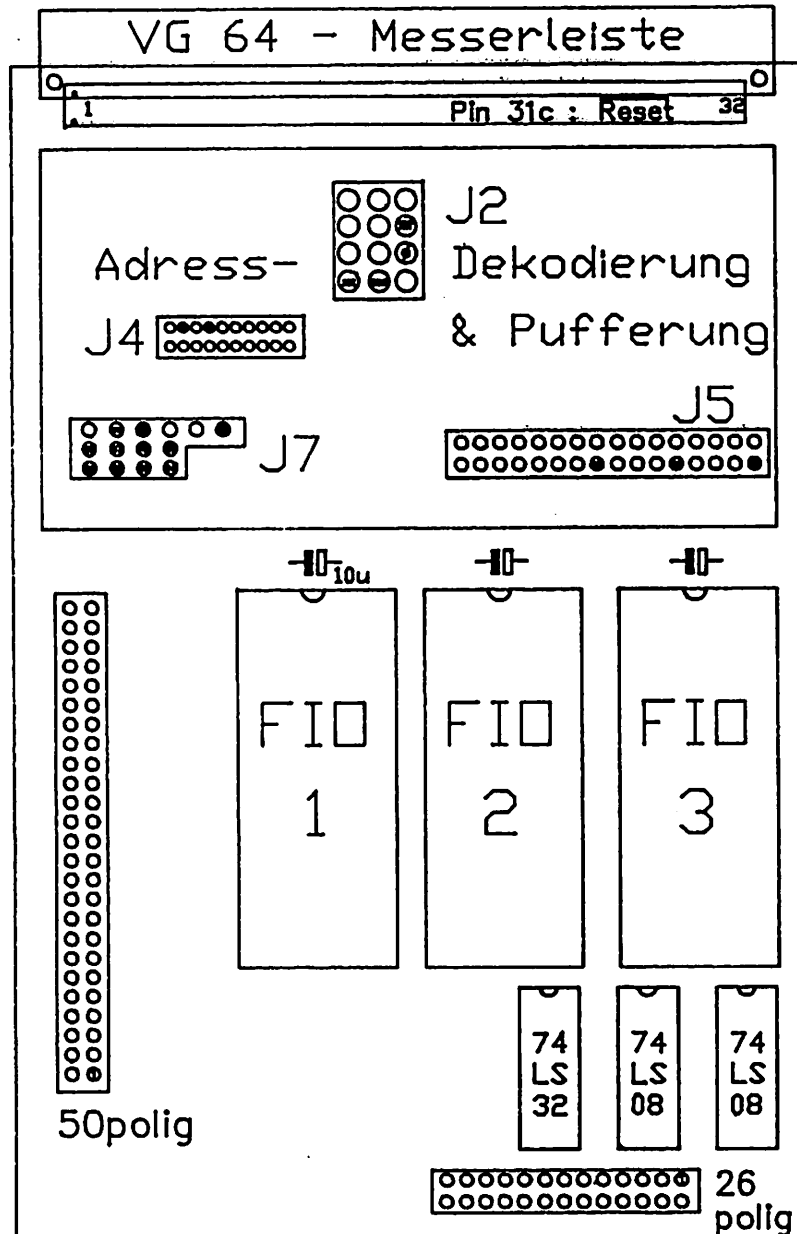 VG 64 - Messerleiste
1 Pin 31c : Reset 32
J2
Adress- Dekodierung
J4 & Pufferung
J5
J7
10u
FIO FIO FIO
1 2 3
74 74 74
LS LS LS
32 08 08
50polig
26
polig